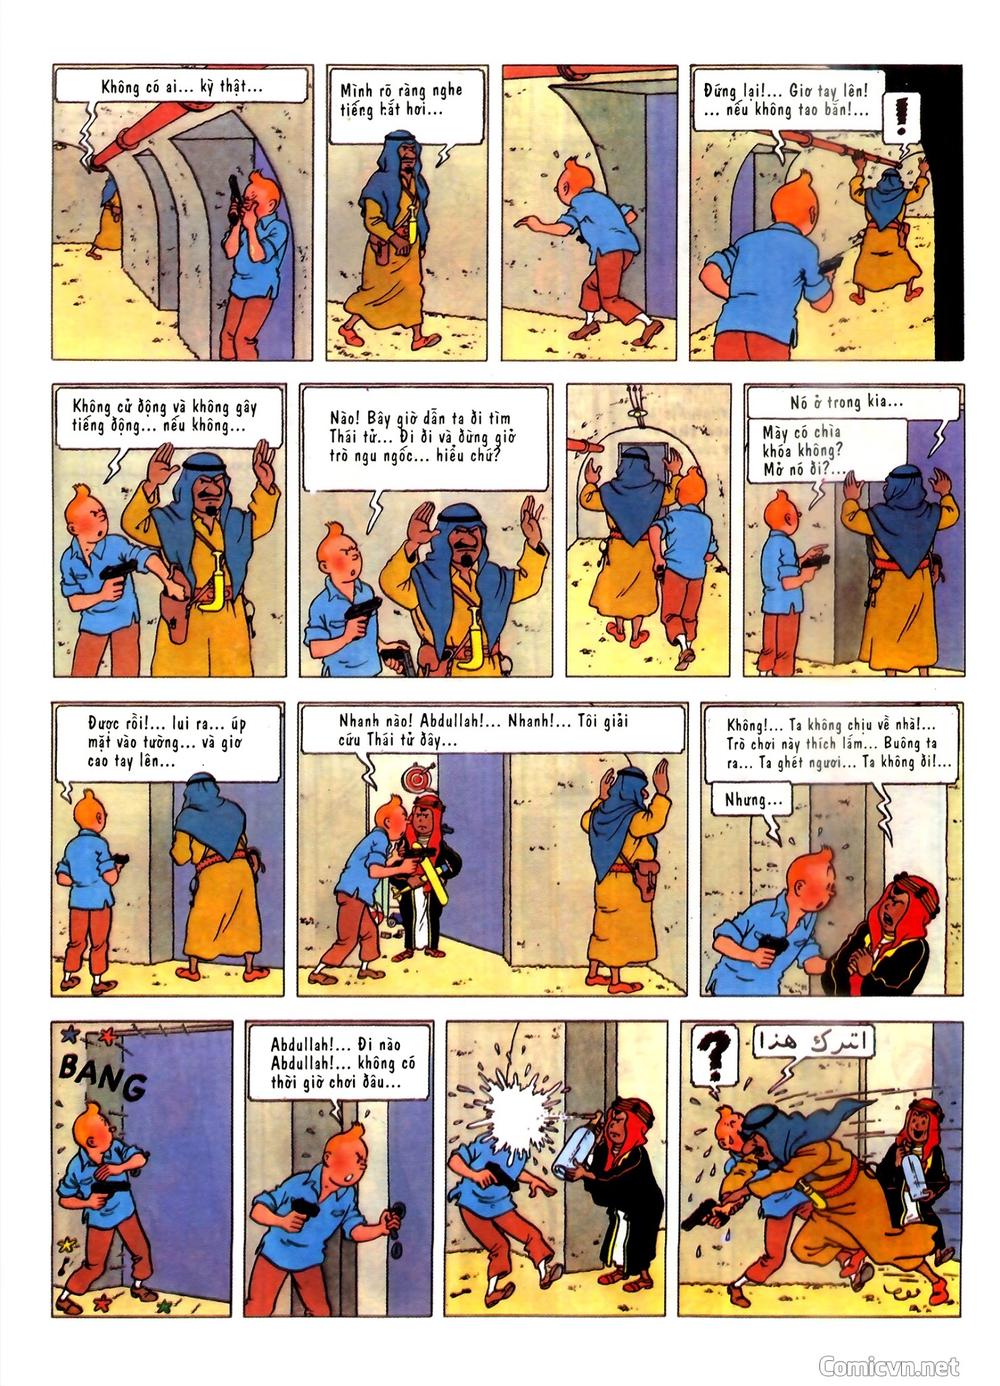 Không có ai... kỳ thật...
Mình rõ ràng nghe
tiếng hắt hơi...
Đứng lại!... Giơ tay lên!
... nếu không tao bắn!...
!
Không cử động và không gây
tiếng động... nếu không...
Nào! Bây giờ dẫn ta đi tìm
Thái tử... Đi đi và đừng giở
trò ngu ngốc... hiểu chứ?
Nó ở trong kia...
Mày có chìa
khóa không?
Mở nó đi?...
Được rồi!... lui ra... úp
mặt vào tường... và giơ
cao tay lên...
Nhanh nào! Abdullah!... Nhanh!... Tôi giải
cứu Thái tử đây...
Không!... Ta không chịu về nhà!...
Trò chơi này thích lắm... Buông ta
ra... Ta ghét ngươi... Ta không đi!...
Nhưng...
BANG
Abdullah!... Đi nào
Abdullah!... không có
thời giờ chơi đâu...
?
اترك هذا
Comicvn.net